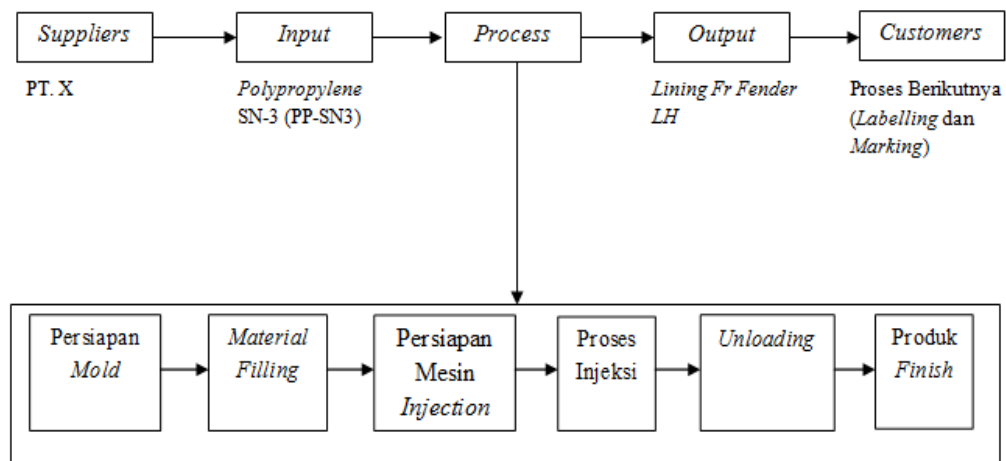 Suppliers
Input
Process
Output
Customers
PT. X
Polypropylene
SN-3 (PP-SN3)
Lining Fr Fender
LH
Proses Berikutnya
(Labelling dan
Marking)
Persiapan
Mold
Material
Filling
Persiapan
Mesin
Injection
Proses
Injeksi
Unloading
Produk
Finish